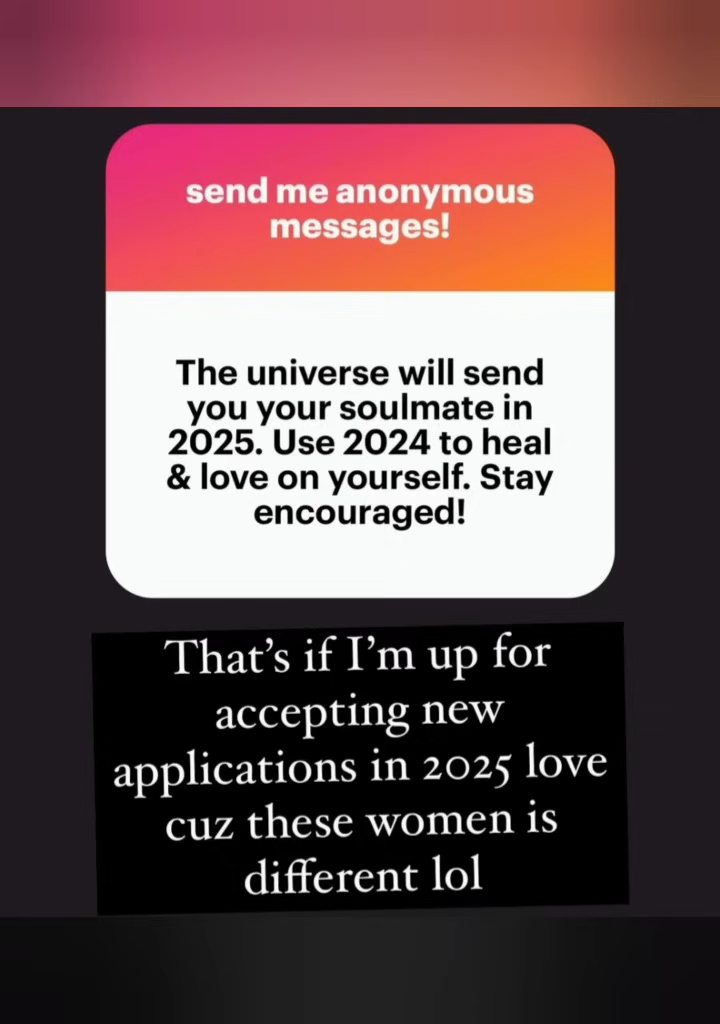 send me anonymous
messages!
The universe will send
you your soulmate in
2025. Use 2024 to heal
& love on yourself. Stay
encouraged!
That’s if I’m up for
accepting new
applications in 2025 love
cuz these women is
different lol